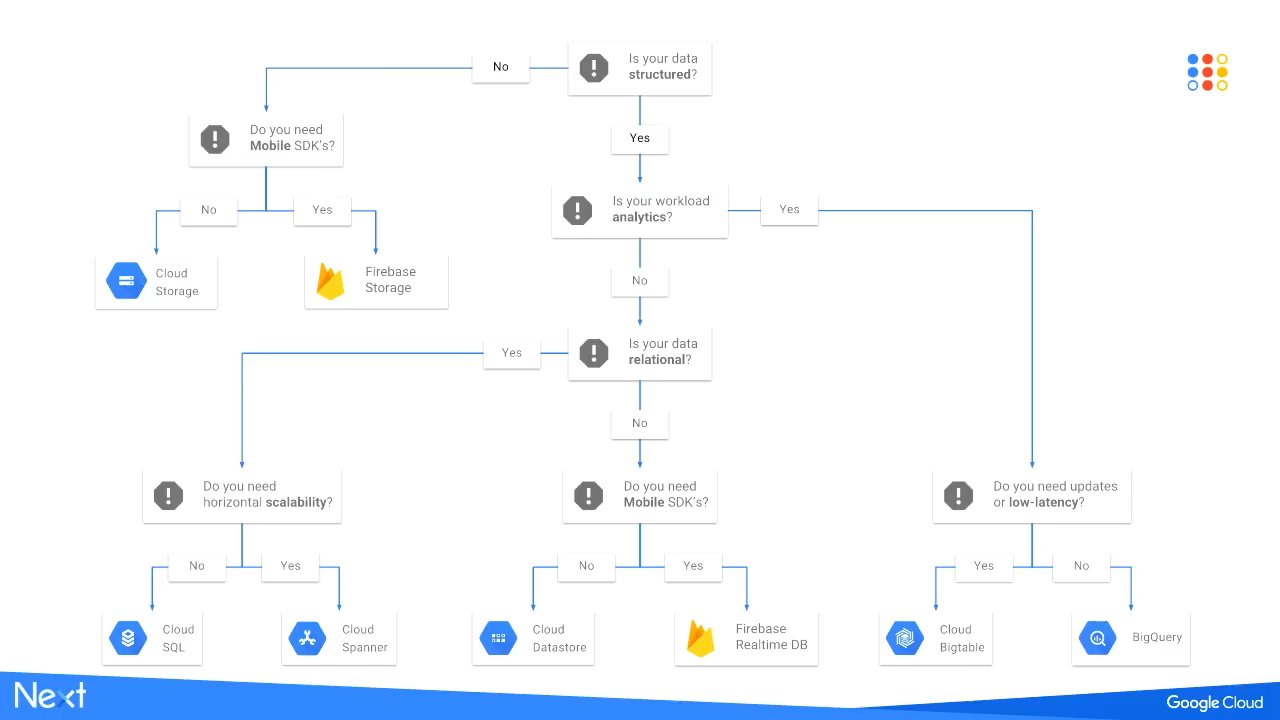 Is your data
structured?
No
Yes
Do you need
Mobile SDK's?
No
Yes
Cloud
Storage
Firebase
Storage
Is your workload
analytics?
Yes
No
Is your data
relational?
Yes
No
Do you need
horizontal scalability?
No
Yes
Cloud
SQL
Cloud
Spanner
Do you need
Mobile SDK's?
No
Yes
Cloud
Datastore
Firebase
Realtime DB
Do you need updates
or low-latency?
Yes
No
Cloud
Bigtable
BigQuery
Next
Google Cloud